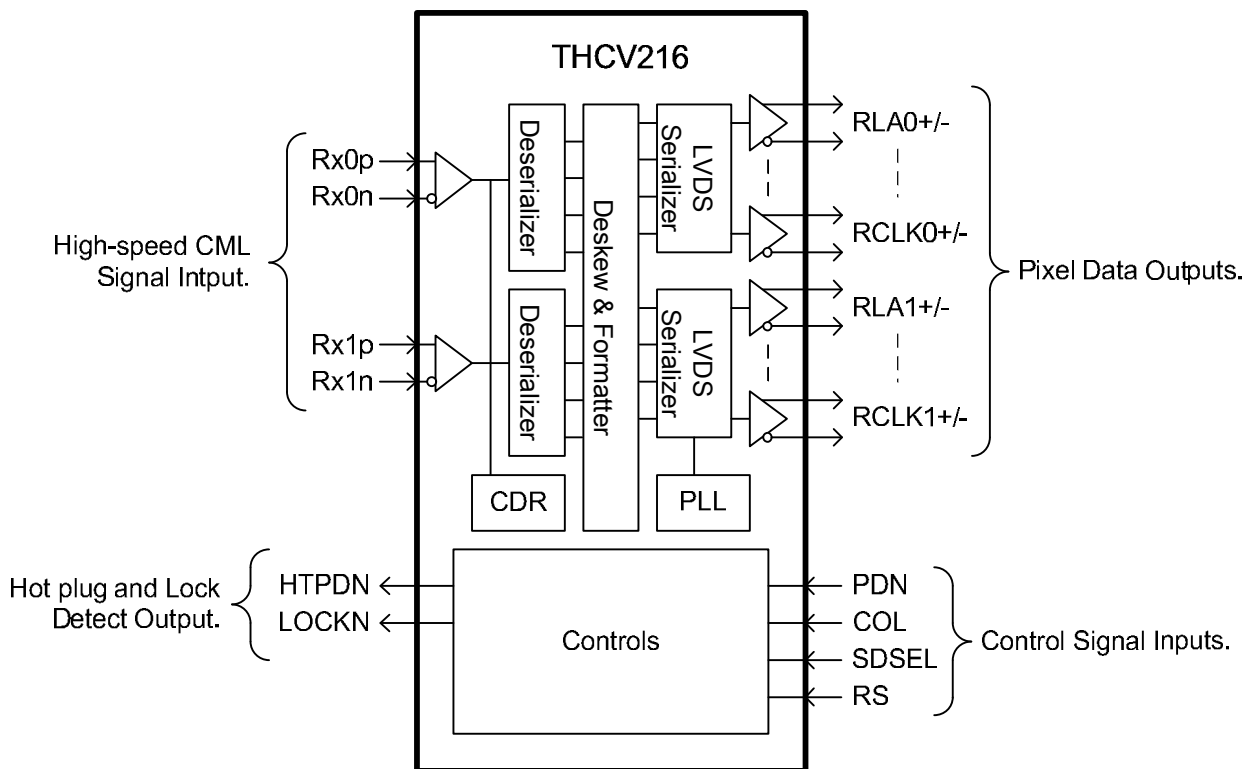 THCV216
Rx0p
Rx0n
High-speed CML
Signal Intput.
Rx1p
Rx1n
Deserializer
Deserializer
Deskew & Formatter
LVDS
Serializer
LVDS
Serializer
RLA0+/-
RCLK0+/-
RLA1+/-
RCLK1+/-
Pixel Data Outputs.
CDR
PLL
Hot plug and Lock
Detect Output.
HTPDN
LOCKN
Controls
PDN
COL
SDSEL
RS
Control Signal Inputs.